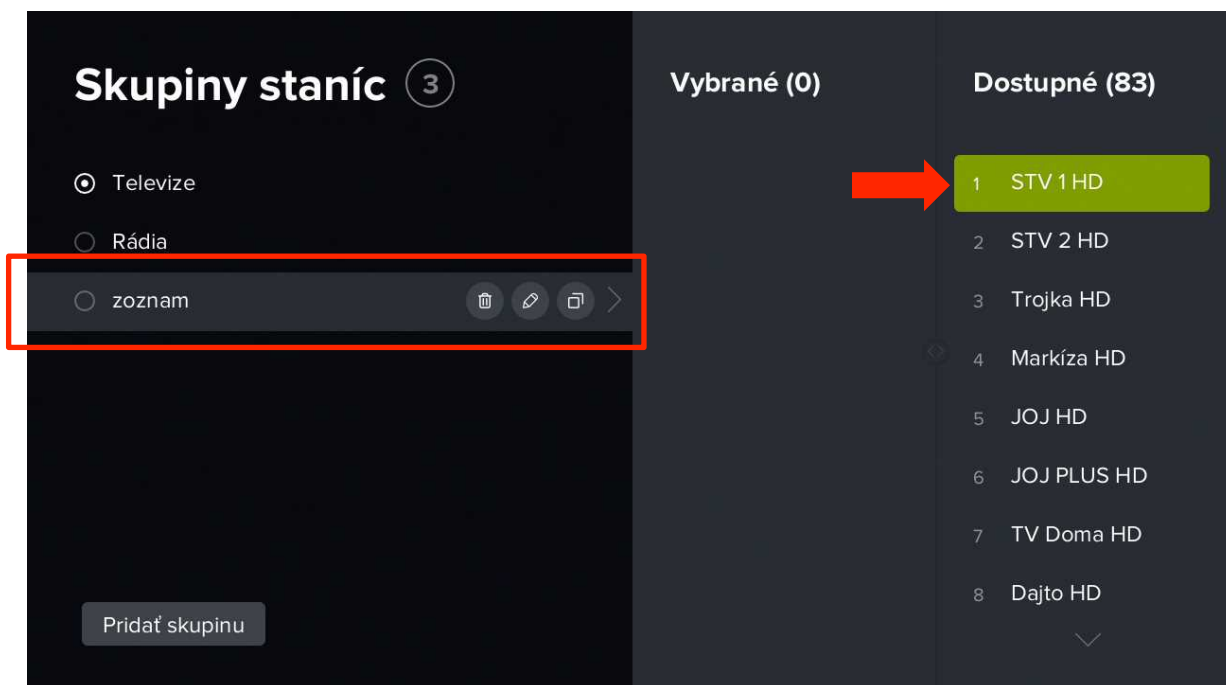 Skupiny staníc 3
Televize
Rádia
zoznam
Pridať skupinu
Vybrané (0)
Dostupné (83)
1 STV 1 HD
2 STV 2 HD
3 Trojka HD
4 Markíza HD
5 JOJ HD
6 JOJ PLUS HD
7 TV Doma HD
8 Dajto HD